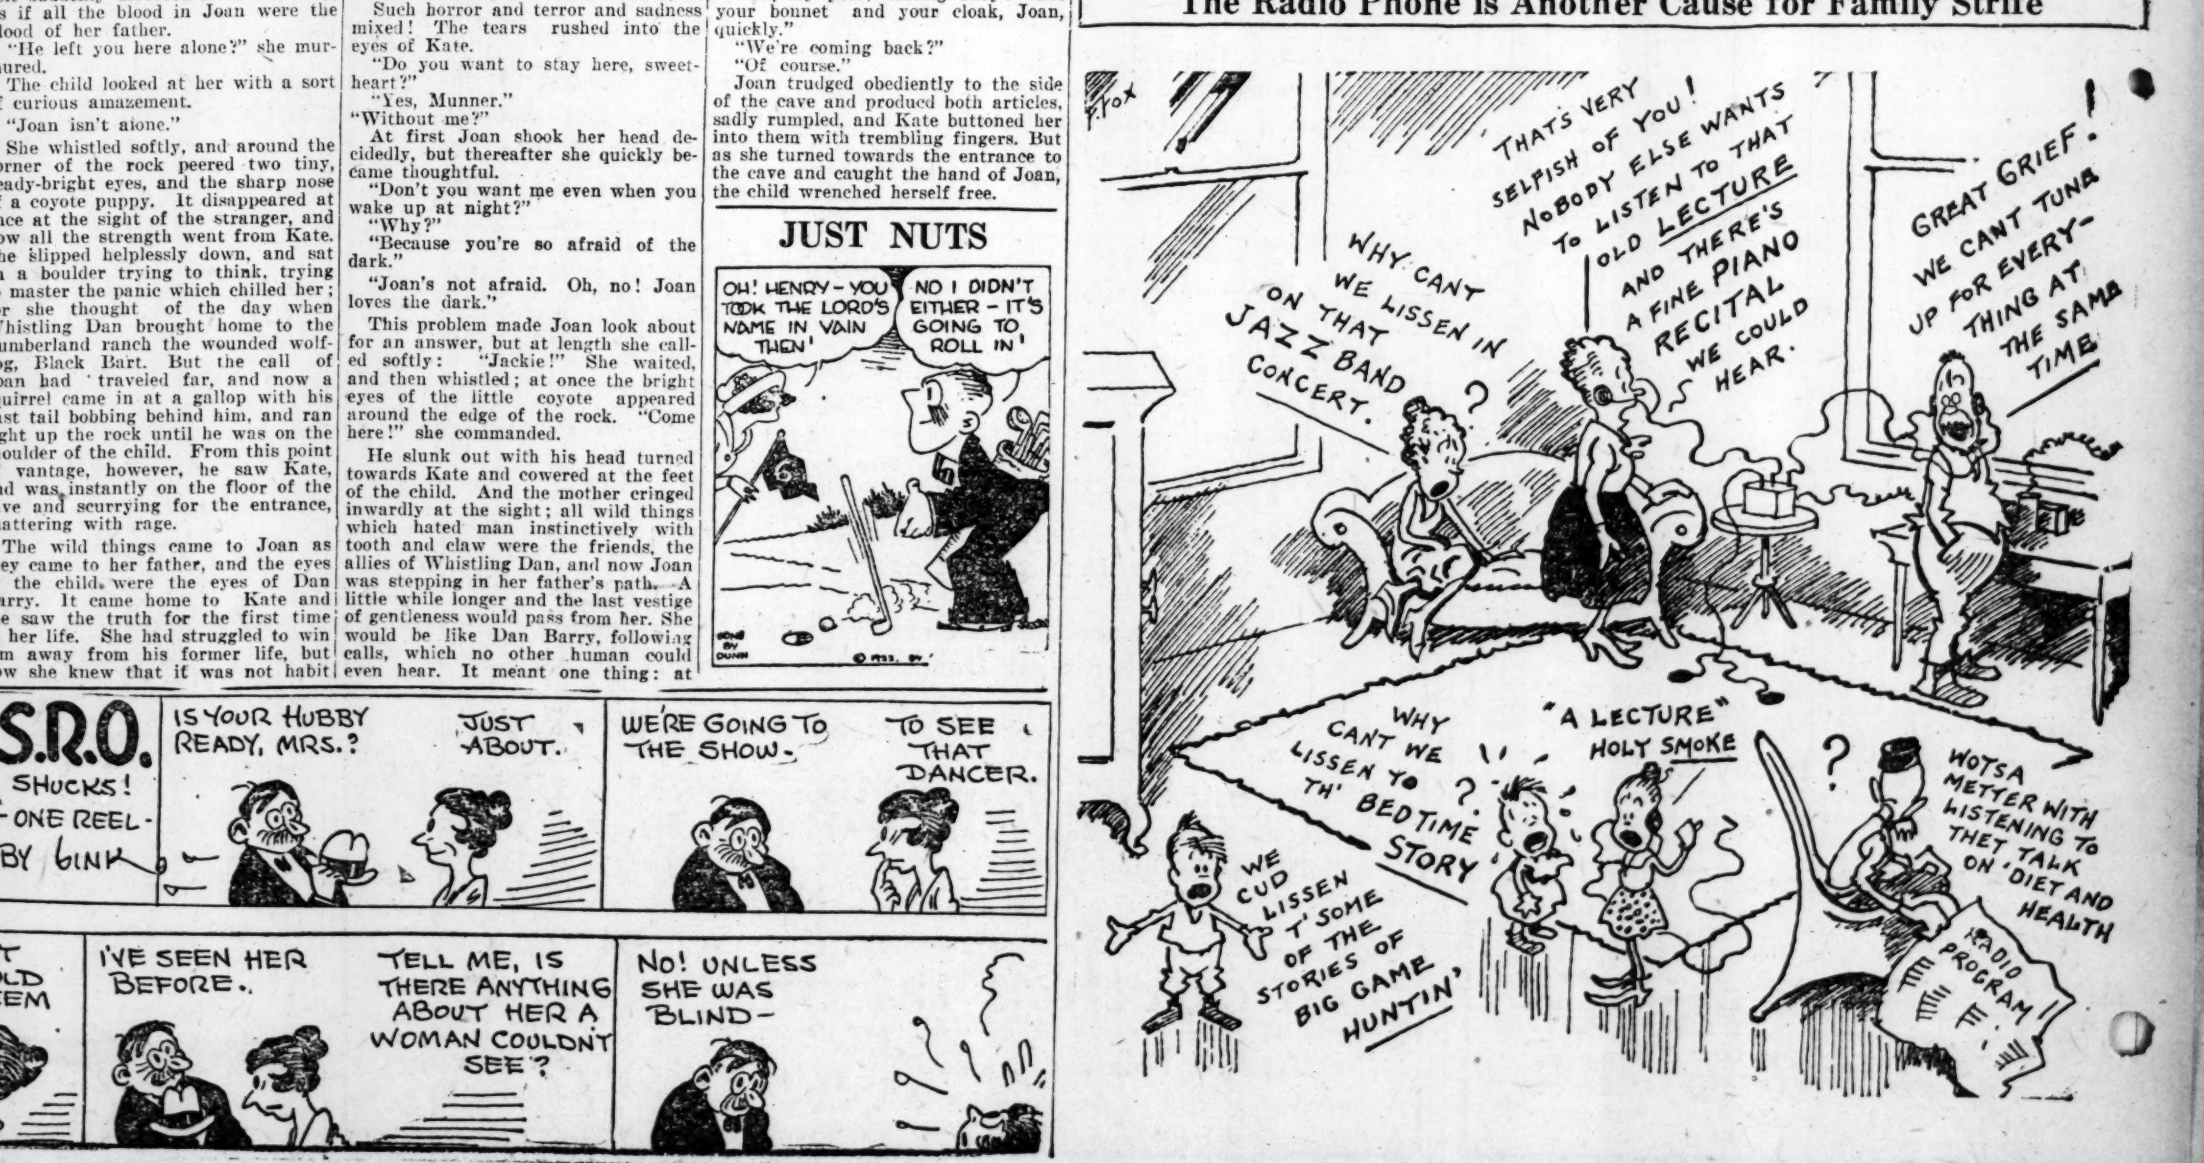 s if all the blood in Joan were the
lood of her father.
"He left you here alone?" she mur-
ured.
The child looked at her with a sort
f curious amazement.
"Joan isn't alone."
She whistled softly, and around the
orner of the rock peered two tiny,
eady-bright eyes, and the sharp nose
f a coyote puppy. It disappeared at
nce at the sight of the stranger, and
ow all the strength went from Kate.
he slipped helplessly down, and sat
n a boulder trying to think, trying
master the panic which chilled her;
or she thought of the day when
Whistling Dan brought home to the
umberland ranch the wounded wolf-
og, Black Bart. But the call of
oan had traveled far, and now a
quirrel came in at a gallop with his
ast tail bobbing behind him, and ran
ght up the rock until he was on the
oulder of the child. From this point
vantage, however, he saw Kate,
nd was instantly on the floor of the
ve and scurrying for the entrance,
attering with rage.
The wild things came to Joan as
ey came to her father, and the eyes
the child were the eyes of Dan
arry. It came home to Kate and
e saw the truth for the first time
her life. She had struggled to win
m away from his former life, but
ow she knew that it was not habit
Such horror and terror and sadness
mixed! The tears rushed into the
eyes of Kate.
"Do you want to stay here, sweet-
heart?"
"Yes, Munner."
"Without me?"
At first Joan shook her head de-
cidedly, but thereafter she quickly be-
came thoughtful.
"Don't you want me even when you
wake up at night?"
"Why?"
"Because you're so afraid of the
dark."
"Joan's not afraid. Oh, no! Joan
loves the dark."
This problem made Joan look about
for an answer, but at length she call-
ed softly: "Jackie!" She waited,
and then whistled; at once the bright
eyes of the little coyote appeared
around the edge of the rock. "Come
here!" she commanded.
He slunk out with his head turned
towards Kate and cowered at the feet
of the child. And the mother cringed
inwardly at the sight; all wild things
which hated man instinctively with
tooth and claw were the friends, the
allies of Whistling Dan, and now Joan
was stepping in her father's path. A
little while longer and the last vestige
of gentleness would pass from her. She
would be like Dan Barry, following
calls, which no other human could
even hear. It meant one thing: at
your bonnet and your cloak, Joan,
quickly."
"We're coming back?"
"Of course."
Joan trudged obediently to the side
of the cave and produced both articles,
sadly rumpled, and Kate buttoned her
into them with trembling fingers. But
as she turned towards the entrance to
the cave and caught the hand of Joan,
the child wrenched herself free.
JUST NUTS
OH! HENRY - YOU
TOOK THE LORD'S
NAME IN VAIN
THEN'
NO I DIDN'T
EITHER - IT'S
GOING TO
ROLL IN'
DONE
BY
DUNN
S.R.O.
SHUCKS!
- ONE REEL -
BY GINK
IS YOUR HUBBY
READY, MRS.?
JUST
ABOUT.
WE'RE GOING TO
THE SHOW-
TO SEE
THAT
DANCER.
I'VE SEEN HER
BEFORE..
TELL ME, IS
THERE ANYTHING
ABOUT HER A
WOMAN COULDN'T
SEE?
NO! UNLESS
SHE WAS
BLIND-
The Radio Phone is Another Cause for Family Strife
F. FOX
WHY CANT
WE LISSEN IN
ON THAT
JAZZ BAND
CONCERT.
?
THAT'S VERY
SELFISH OF YOU!
NOBODY ELSE WANTS
TO LISTEN TO THAT
OLD LECTURE
AND THERE'S
A FINE PIANO
RECITAL
WE COULD
HEAR.
GREAT GRIEF!
WE CANT TUNE
UP FOR EVERY-
THING AT
THE SAME
TIME
WHY
CANT WE
LISSEN TO
TH' BEDTIME
STORY
?
"A LECTURE"
HOLY SMOKE
?
WOTSA
METTER WITH
LISTENING TO
THET TALK
ON 'DIET AND
HEALTH
WE
CUD
LISSEN
T' SOME
OF THE
STORIES OF
BIG GAME
HUNTIN'
RADIO
PROGRAM